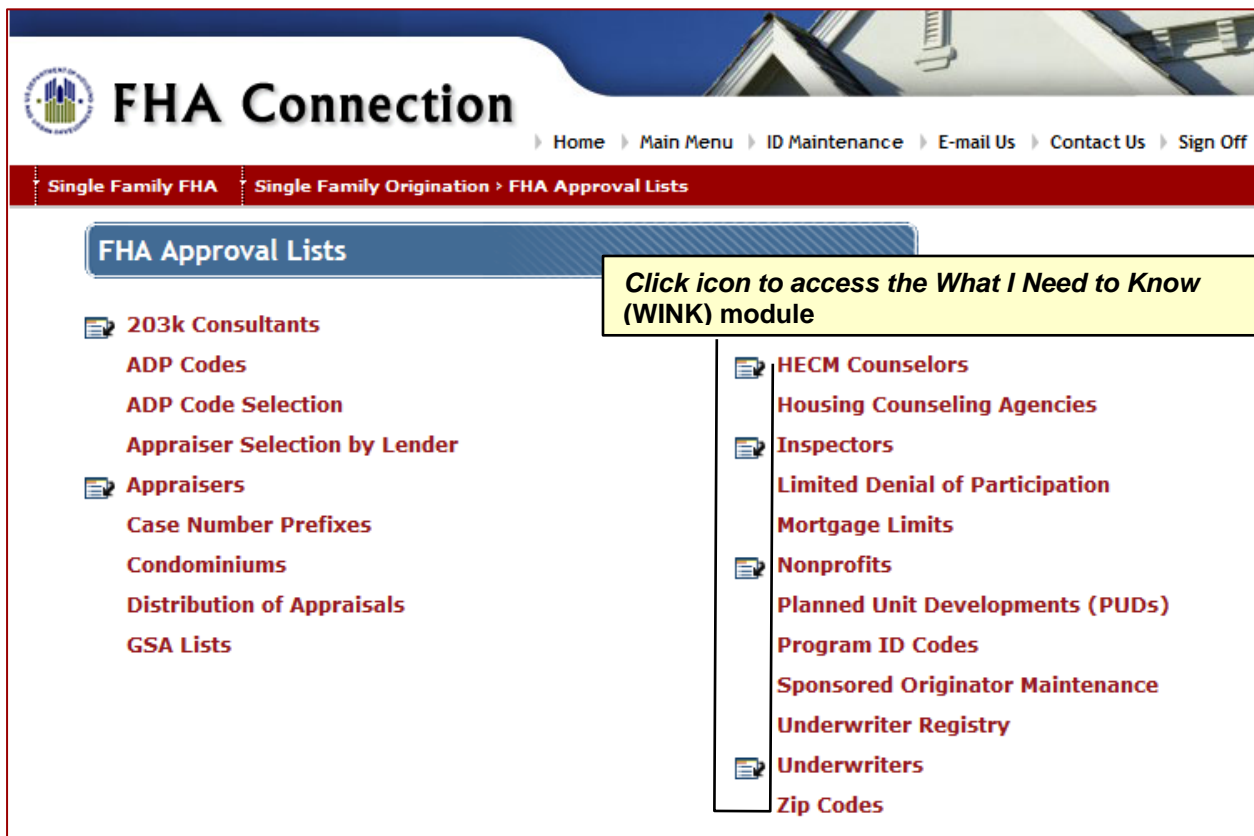 FHA Connection
Home Main Menu ID Maintenance E-mail Us Contact Us Sign Off
Single Family FHA Single Family Origination › FHA Approval Lists
FHA Approval Lists
Click icon to access the What I Need to Know
(WINK) module
203k Consultants
ADP Codes
ADP Code Selection
Appraiser Selection by Lender
Appraisers
Case Number Prefixes
Condominiums
Distribution of Appraisals
GSA Lists
HECM Counselors
Housing Counseling Agencies
Inspectors
Limited Denial of Participation
Mortgage Limits
Nonprofits
Planned Unit Developments (PUDs)
Program ID Codes
Sponsored Originator Maintenance
Underwriter Registry
Underwriters
Zip Codes